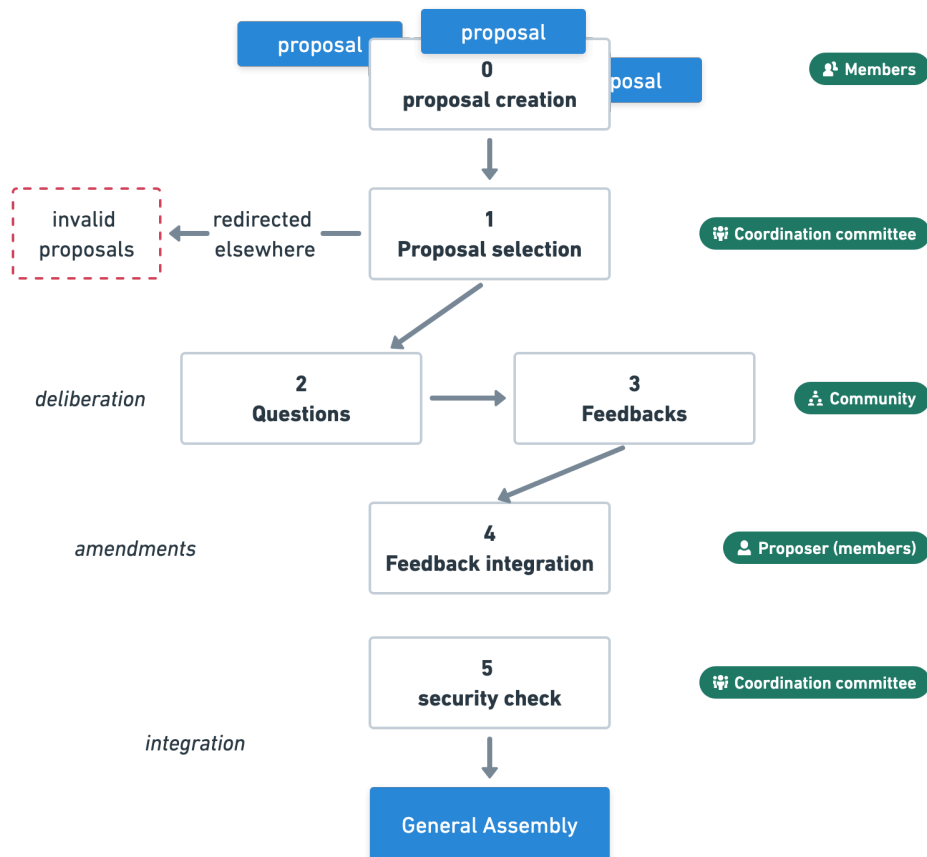 proposal
proposal
posal
0
proposal creation
Members
invalid
proposals
redirected
elsewhere
1
Proposal selection
Coordination committee
deliberation
2
Questions
3
Feedbacks
Community
amendments
4
Feedback integration
Proposer (members)
5
security check
Coordination committee
integration
General Assembly